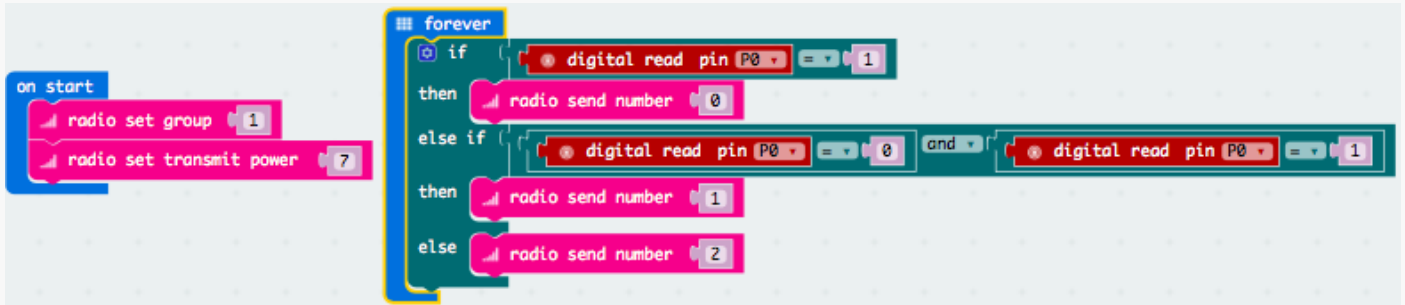 on start
radio set group 1
radio set transmit power 7
forever
if digital read pin P0 = 1
then radio send number 0
else if digital read pin P0 = 0 and digital read pin P0 = 1
then radio send number 1
else radio send number 2